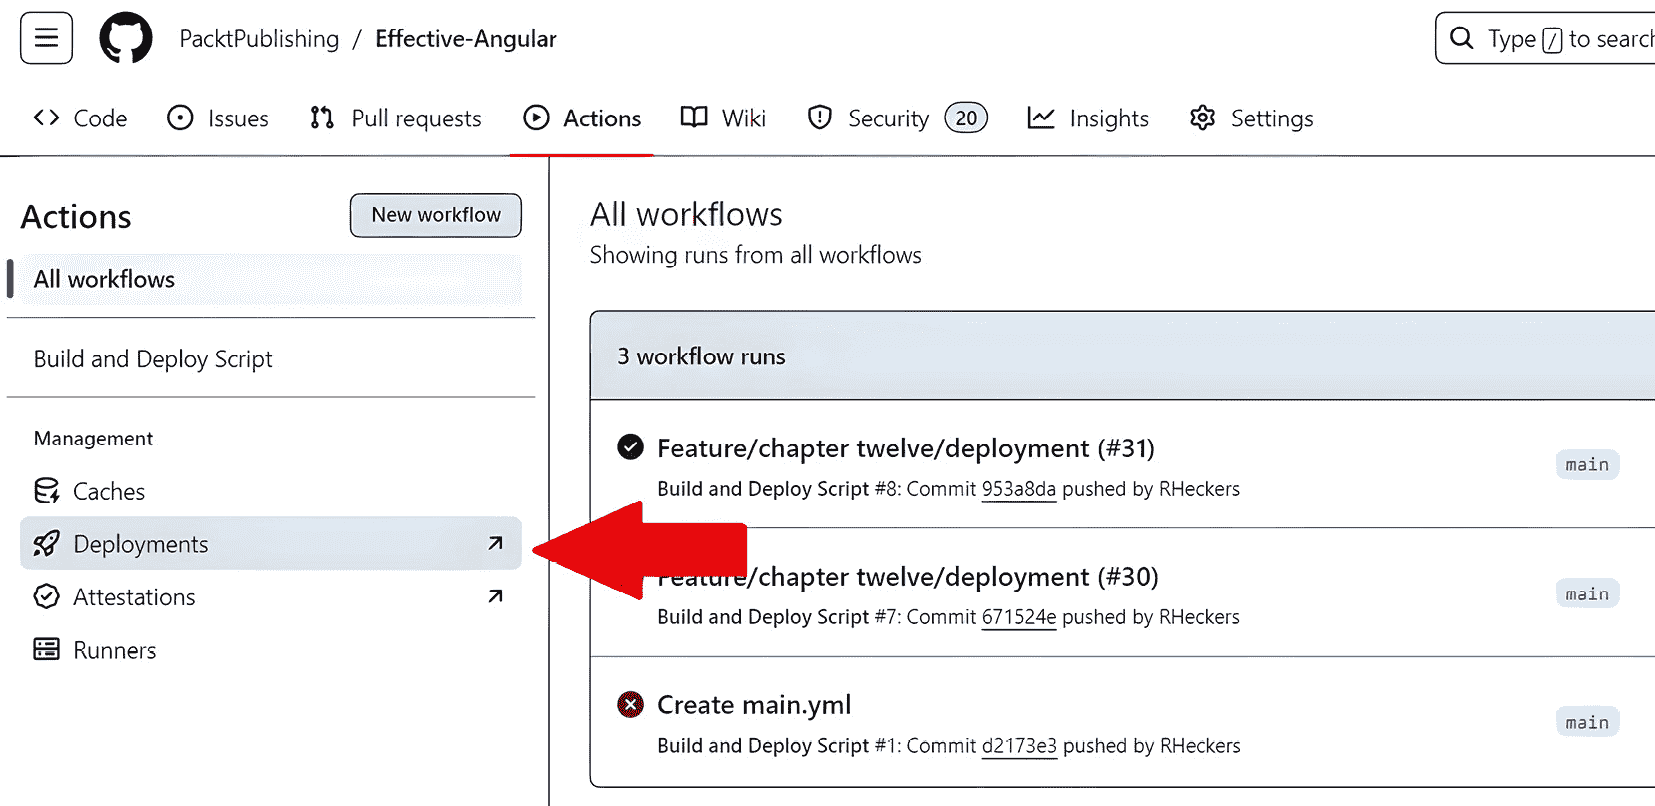 PacktPublishing / Effective-Angular
Type / to search
Code Issues Pull requests Actions Wiki Security 20 Insights Settings
Actions
New workflow
All workflows
Build and Deploy Script
Management
Caches
Deployments
Attestations
Runners
All workflows
Showing runs from all workflows
3 workflow runs
Feature/chapter twelve/deployment (#31)
main
Build and Deploy Script #8: Commit 953a8da pushed by RHeckers
Feature/chapter twelve/deployment (#30)
main
Build and Deploy Script #7: Commit 671524e pushed by RHeckers
Create main.yml
main
Build and Deploy Script #1: Commit d2173e3 pushed by RHeckers